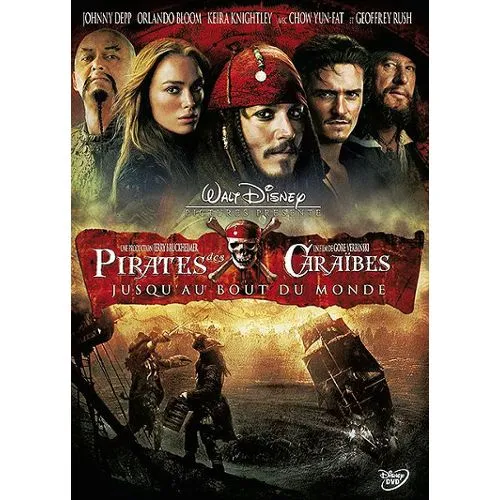 JOHNNY DEPP ORLANDO BLOOM KEIRA KNIGHTLEY AVEC CHOW YUN-FAT ET GEOFFREY RUSH
WALT DISNEY
PICTURES PRÉSENTE
UNE PRODUCTION JERRY BRUCKHEIMER UN FILM DE GORE VERBINSKI
PIRATES des CARAÏBES
JUSQU'AU BOUT DU MONDE
DISNEY
DVD